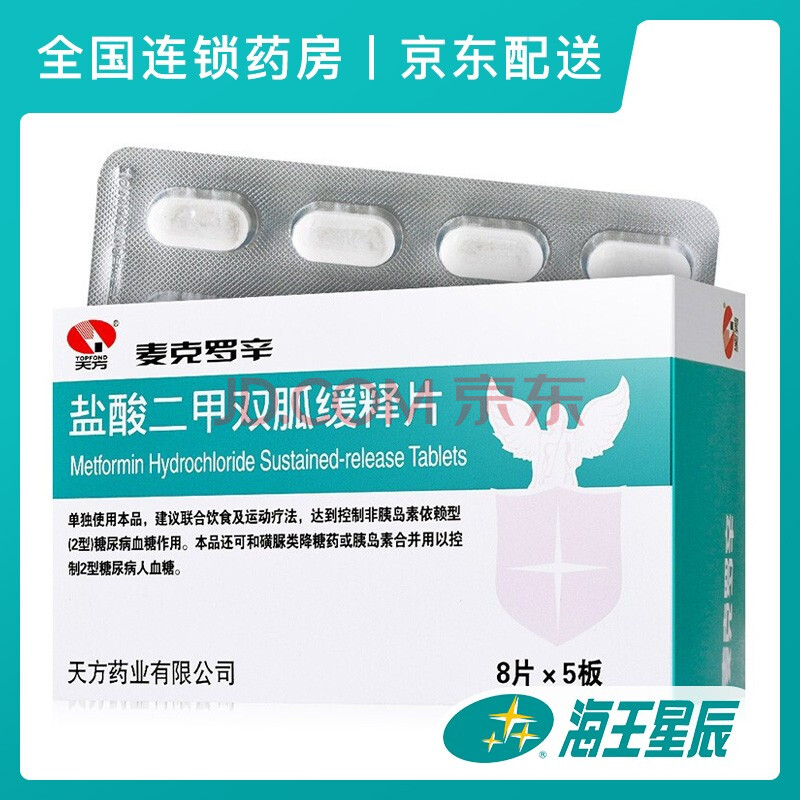 全国连锁药房｜京东配送
TOPFOND
天方
®
麦克罗辛
盐酸二甲双胍缓释片
JD.COM 京东
Metformin Hydrochloride Sustained-release Tablets
单独使用本品，建议联合饮食及运动疗法，达到控制非胰岛素依赖型
(2型)糖尿病血糖作用。本品还可和磺脲类降糖药或胰岛素合并用以控
制2型糖尿病人血糖。
天方药业有限公司
8片×5板
®
海王星辰